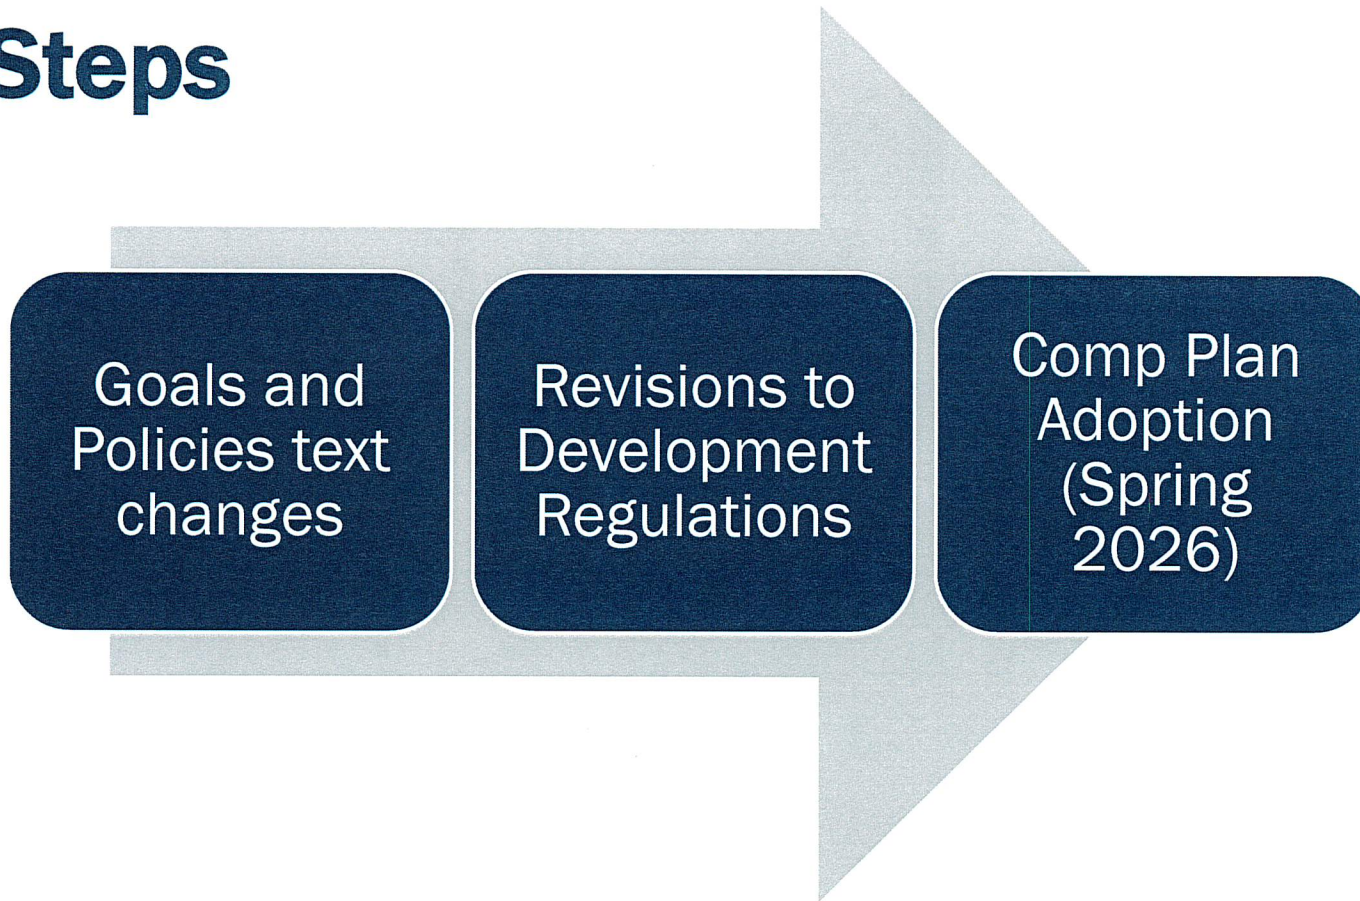 Steps
Goals and
Policies text
changes
Revisions to
Development
Regulations
Comp Plan
Adoption
(Spring
2026)